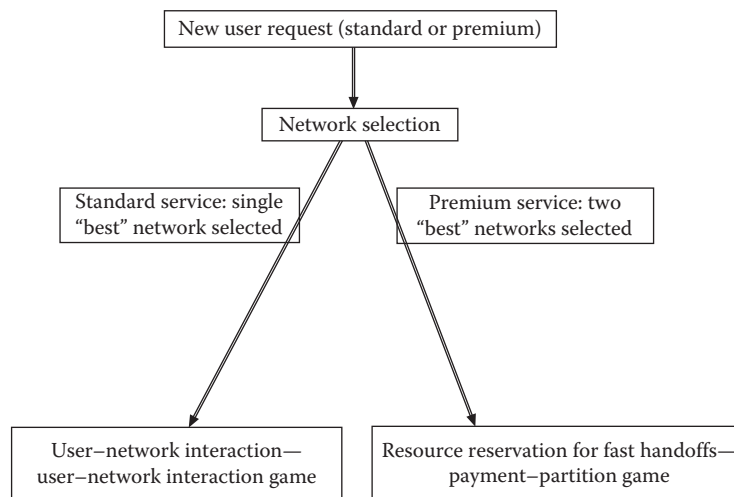 New user request (standard or premium)
Network selection
Standard service: single
“best” network selected
Premium service: two
“best” networks selected
User–network interaction—
user–network interaction game
Resource reservation for fast handoffs—
payment–partition game